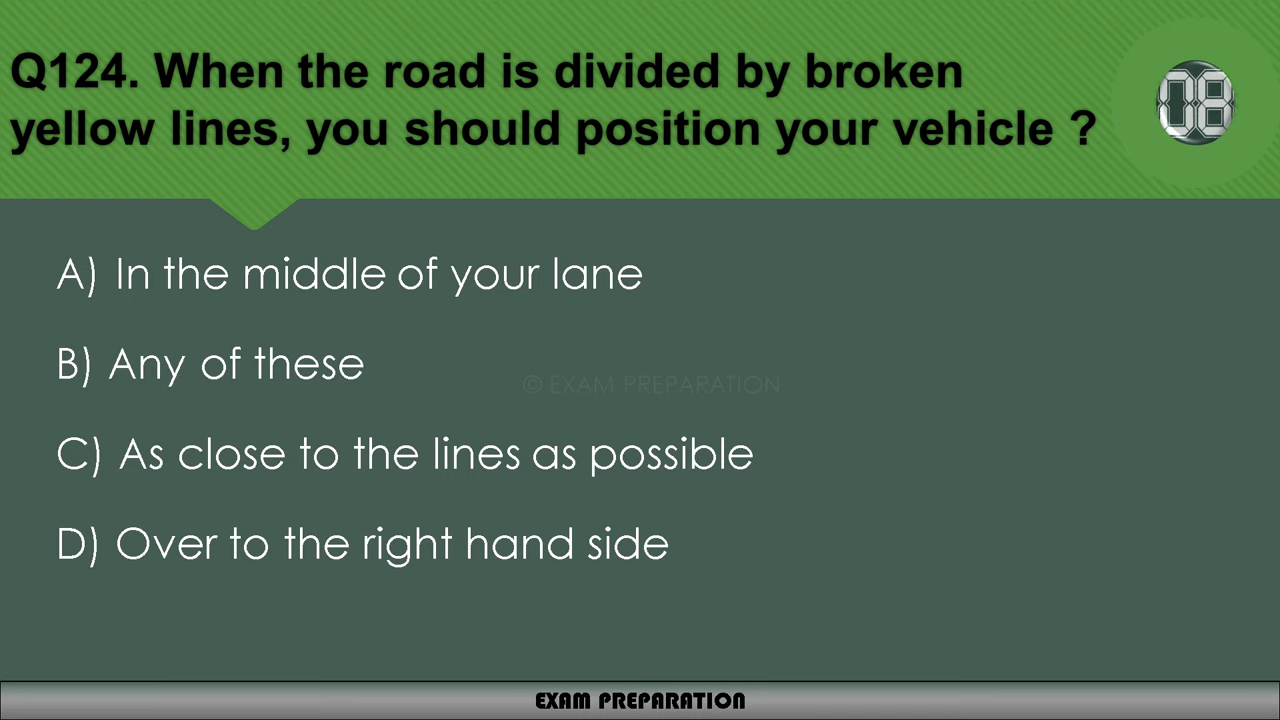 Q124. When the road is divided by broken
yellow lines, you should position your vehicle ?
08
A) In the middle of your lane
B) Any of these
© EXAM PREPARATION
C) As close to the lines as possible
D) Over to the right hand side
EXAM PREPARATION